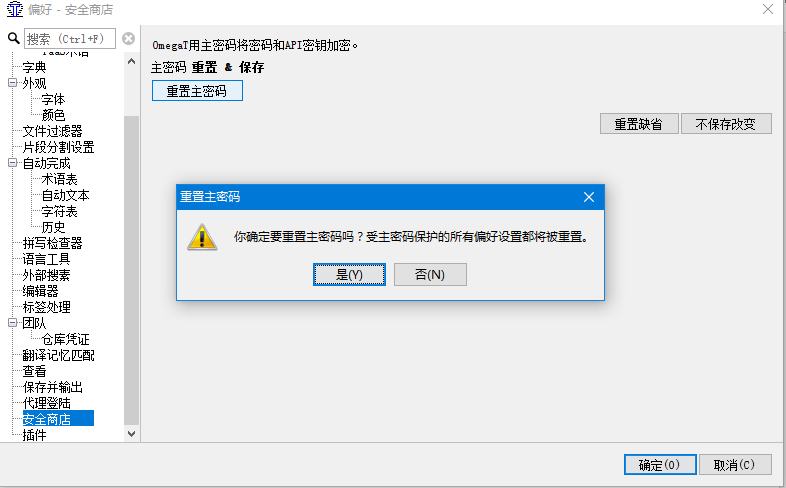 偏好 - 安全商店
搜索 (Ctrl+F)
字典
外观
字体
颜色
文件过滤器
片段分割设置
自动完成
术语表
自动文本
字符表
历史
拼写检查器
语言工具
外部搜索
编辑器
标签处理
团队
仓库凭证
翻译记忆匹配
查看
保存并输出
代理登陆
安全商店
插件
OmegaT用主密码将密码和API密钥加密。
主密码 重置 & 保存
重置主密码
重置缺省
不保存改变
重置主密码
你确定要重置主密码吗？受主密码保护的所有偏好设置都将被重置。
是(Y)
否(N)
确定(O)
取消(C)